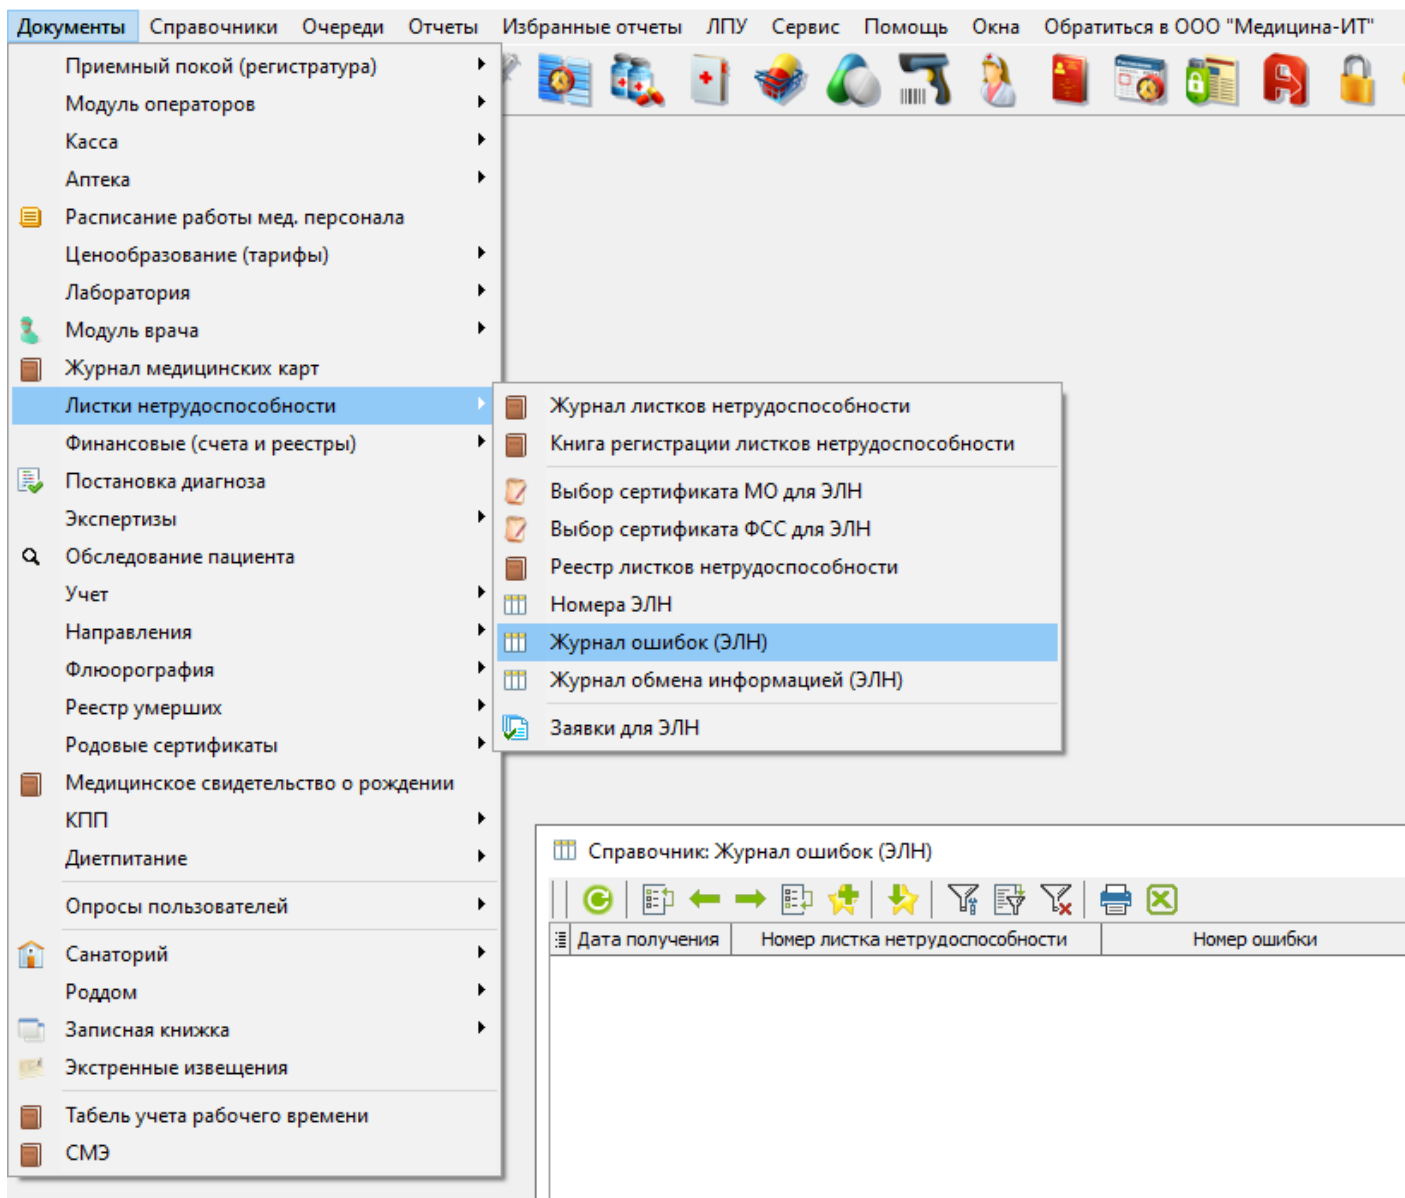 Документы Справочники Очереди Отчеты Избранные отчеты ЛПУ Сервис Помощь Окна Обратиться в ООО "Медицина-ИТ"
Приемный покой (регистратура)
Модуль операторов
Касса
Аптека
Расписание работы мед. персонала
Ценообразование (тарифы)
Лаборатория
Модуль врача
Журнал медицинских карт
Листки нетрудоспособности
Финансовые (счета и реестры)
Постановка диагноза
Экспертизы
Обследование пациента
Учет
Направления
Флюорография
Реестр умерших
Родовые сертификаты
Медицинское свидетельство о рождении
КПП
Диетпитание
Опросы пользователей
Санаторий
Роддом
Записная книжка
Экстренные извещения
Табель учета рабочего времени
СМЭ
Журнал листков нетрудоспособности
Книга регистрации листков нетрудоспособности
Выбор сертификата МО для ЭЛН
Выбор сертификата ФСС для ЭЛН
Реестр листков нетрудоспособности
Номера ЭЛН
Журнал ошибок (ЭЛН)
Журнал обмена информацией (ЭЛН)
Заявки для ЭЛН
Справочник: Журнал ошибок (ЭЛН)
Дата получения Номер листка нетрудоспособности Номер ошибки